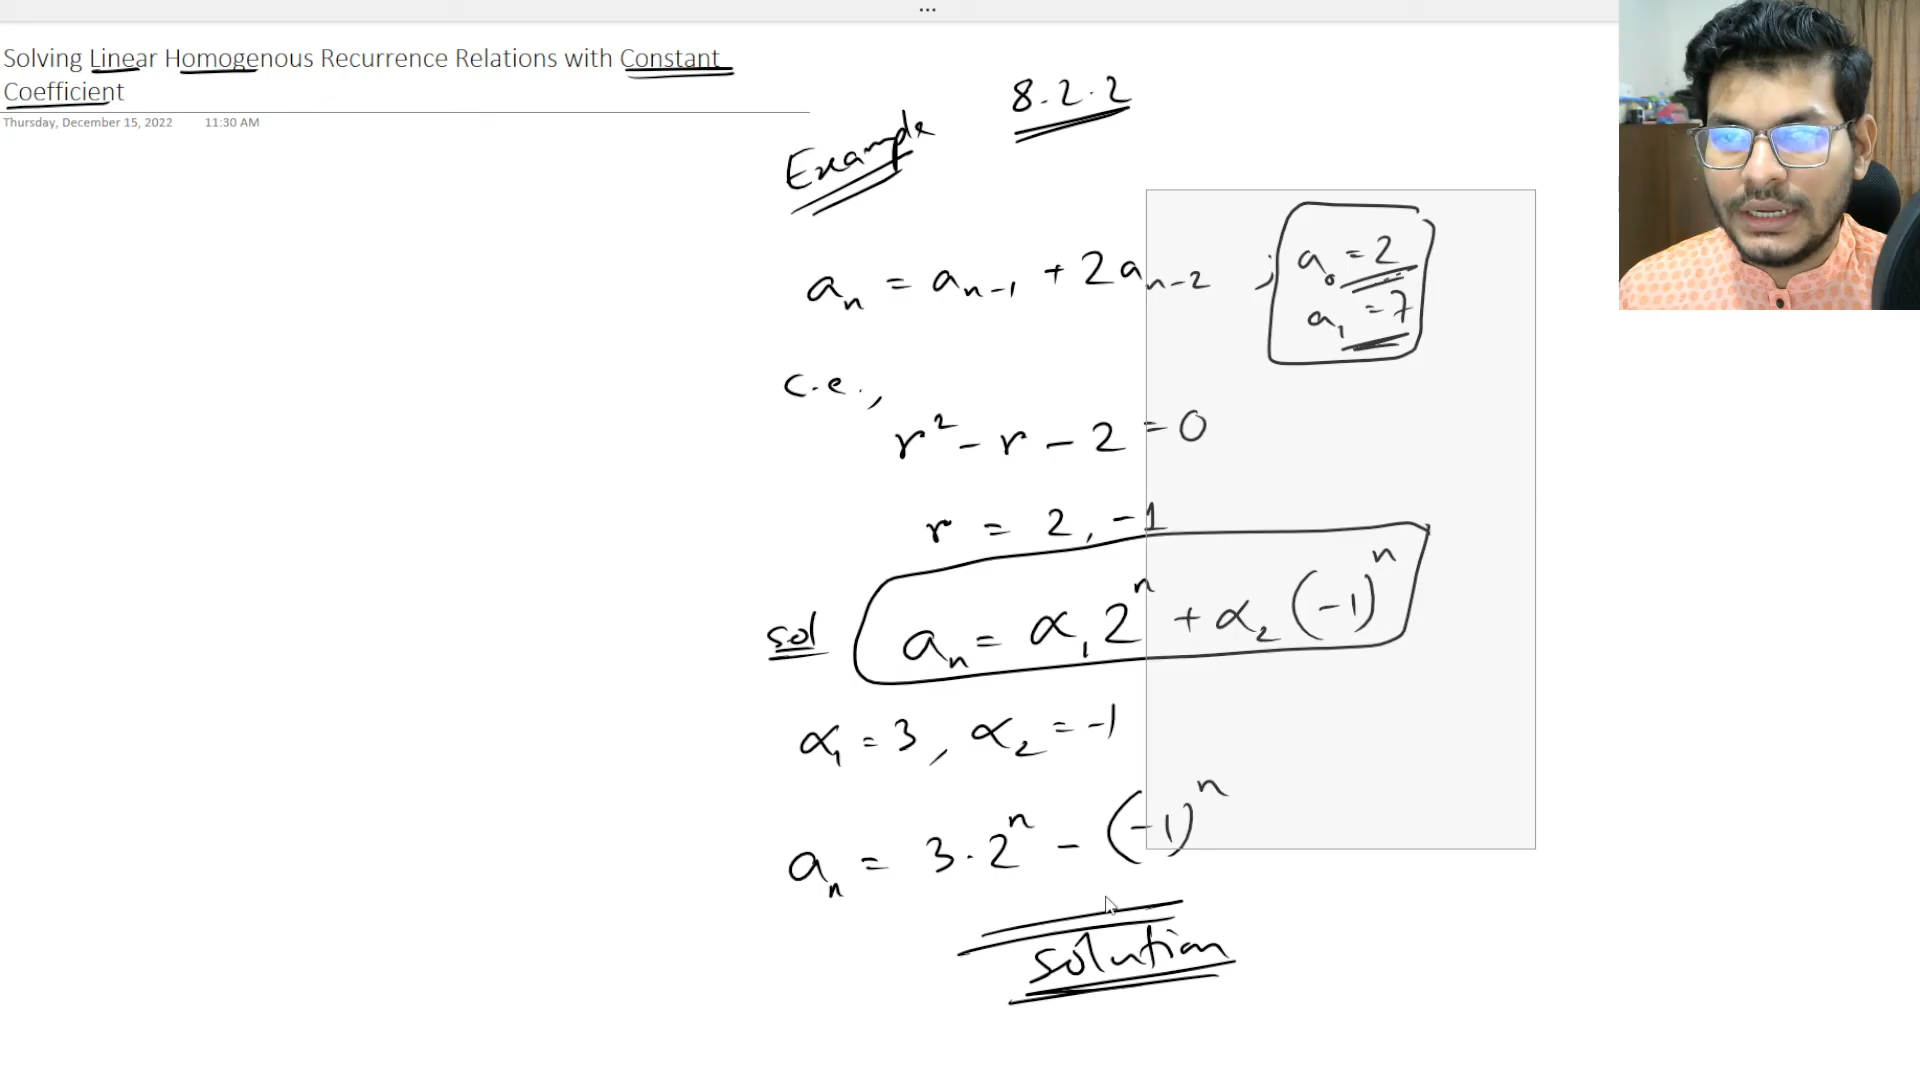 Solving Linear Homogenous Recurrence Relations with Constant
Coefficient
Thursday, December 15, 2022 11:30 AM
Example 8.2.2
aₙ = aₙ₋₁ + 2aₙ₋₂ ; a₀ = 2
a₁ = 7
c.e.,
r² - r - 2 = 0
r = 2, -1
sol aₙ = α₁2ⁿ + α₂(-1)ⁿ
α₁ = 3, α₂ = -1
aₙ = 3·2ⁿ - (-1)ⁿ
solution